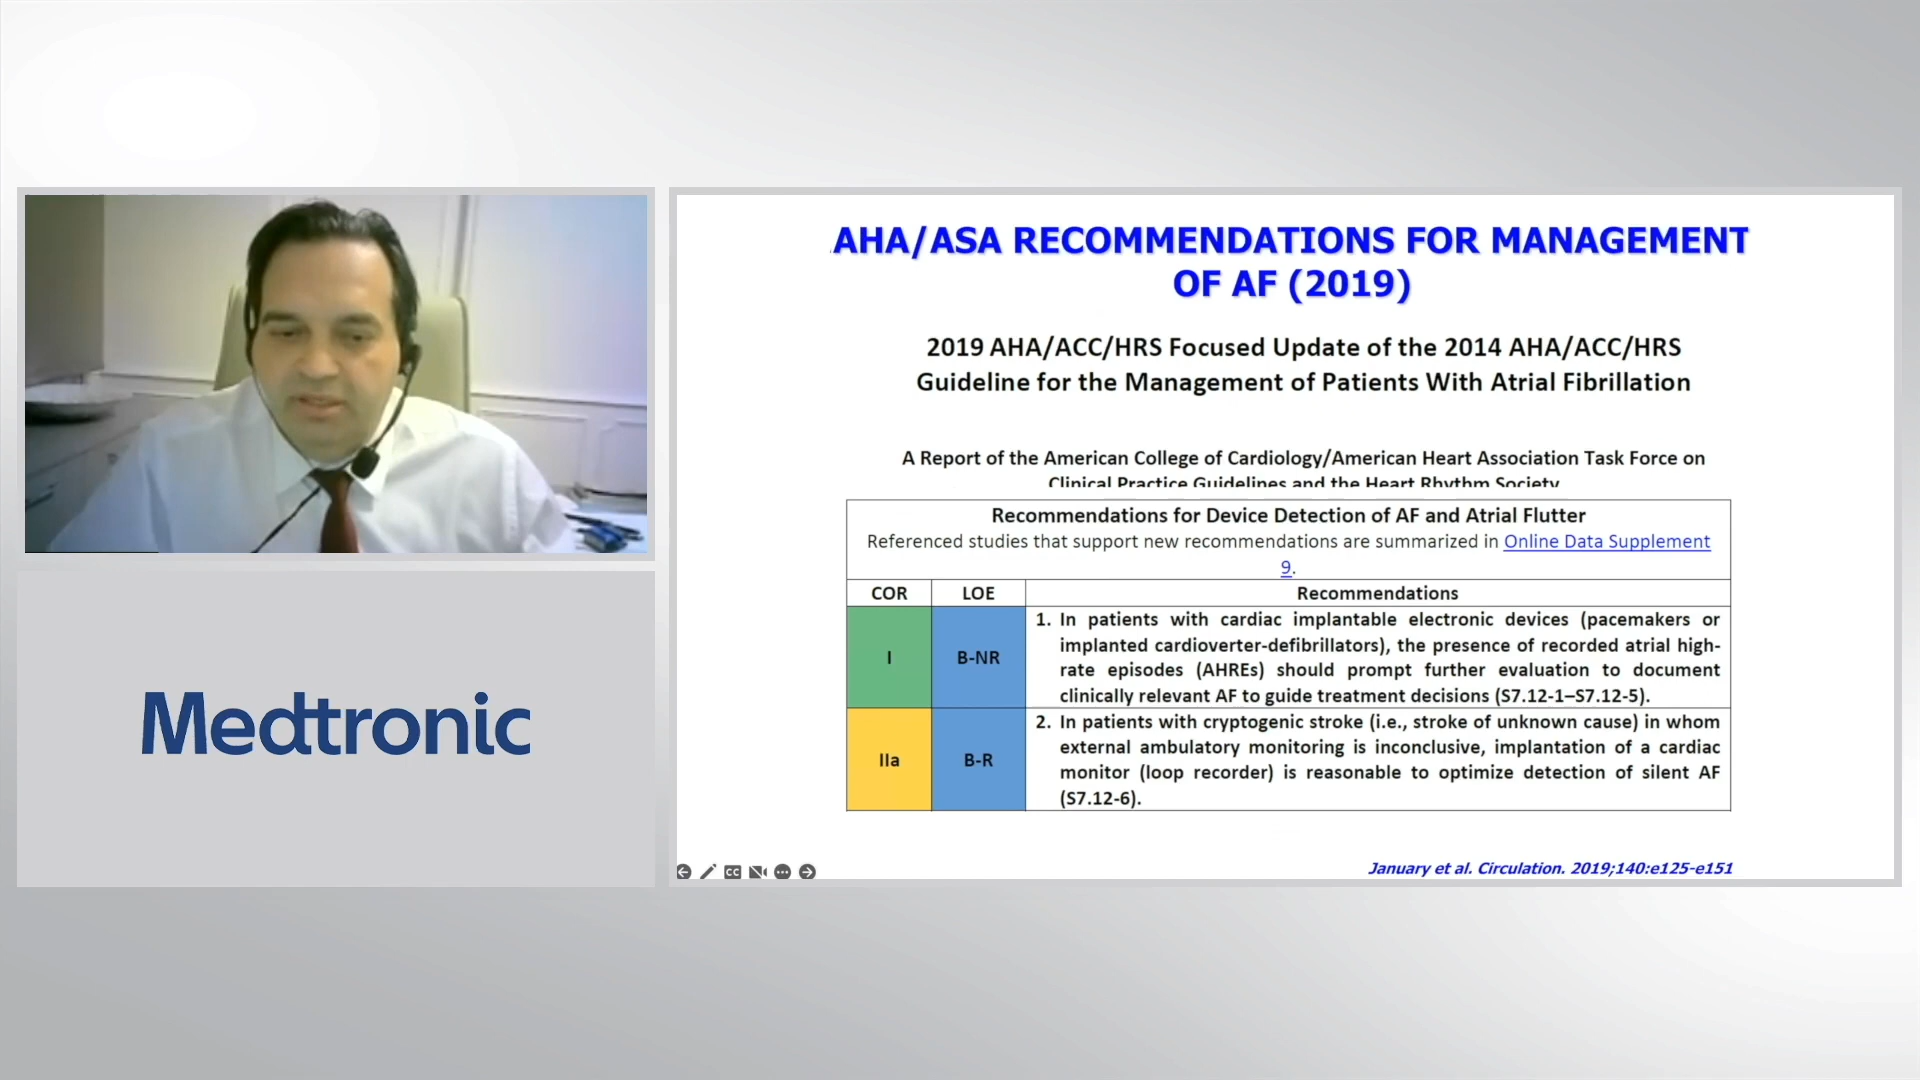 Medtronic
AHA/ASA RECOMMENDATIONS FOR MANAGEMENT
OF AF (2019)
2019 AHA/ACC/HRS Focused Update of the 2014 AHA/ACC/HRS
Guideline for the Management of Patients With Atrial Fibrillation
A Report of the American College of Cardiology/American Heart Association Task Force on
Clinical Practice Guidelines and the Heart Rhythm Society
Recommendations for Device Detection of AF and Atrial Flutter
Referenced studies that support new recommendations are summarized in Online Data Supplement
9.
COR LOE Recommendations
I B-NR 1. In patients with cardiac implantable electronic devices (pacemakers or
implanted cardioverter-defibrillators), the presence of recorded atrial high-
rate episodes (AHREs) should prompt further evaluation to document
clinically relevant AF to guide treatment decisions (S7.12-1–S7.12-5).
IIa B-R 2. In patients with cryptogenic stroke (i.e., stroke of unknown cause) in whom
external ambulatory monitoring is inconclusive, implantation of a cardiac
monitor (loop recorder) is reasonable to optimize detection of silent AF
(S7.12-6).
CC
January et al. Circulation. 2019;140:e125-e151